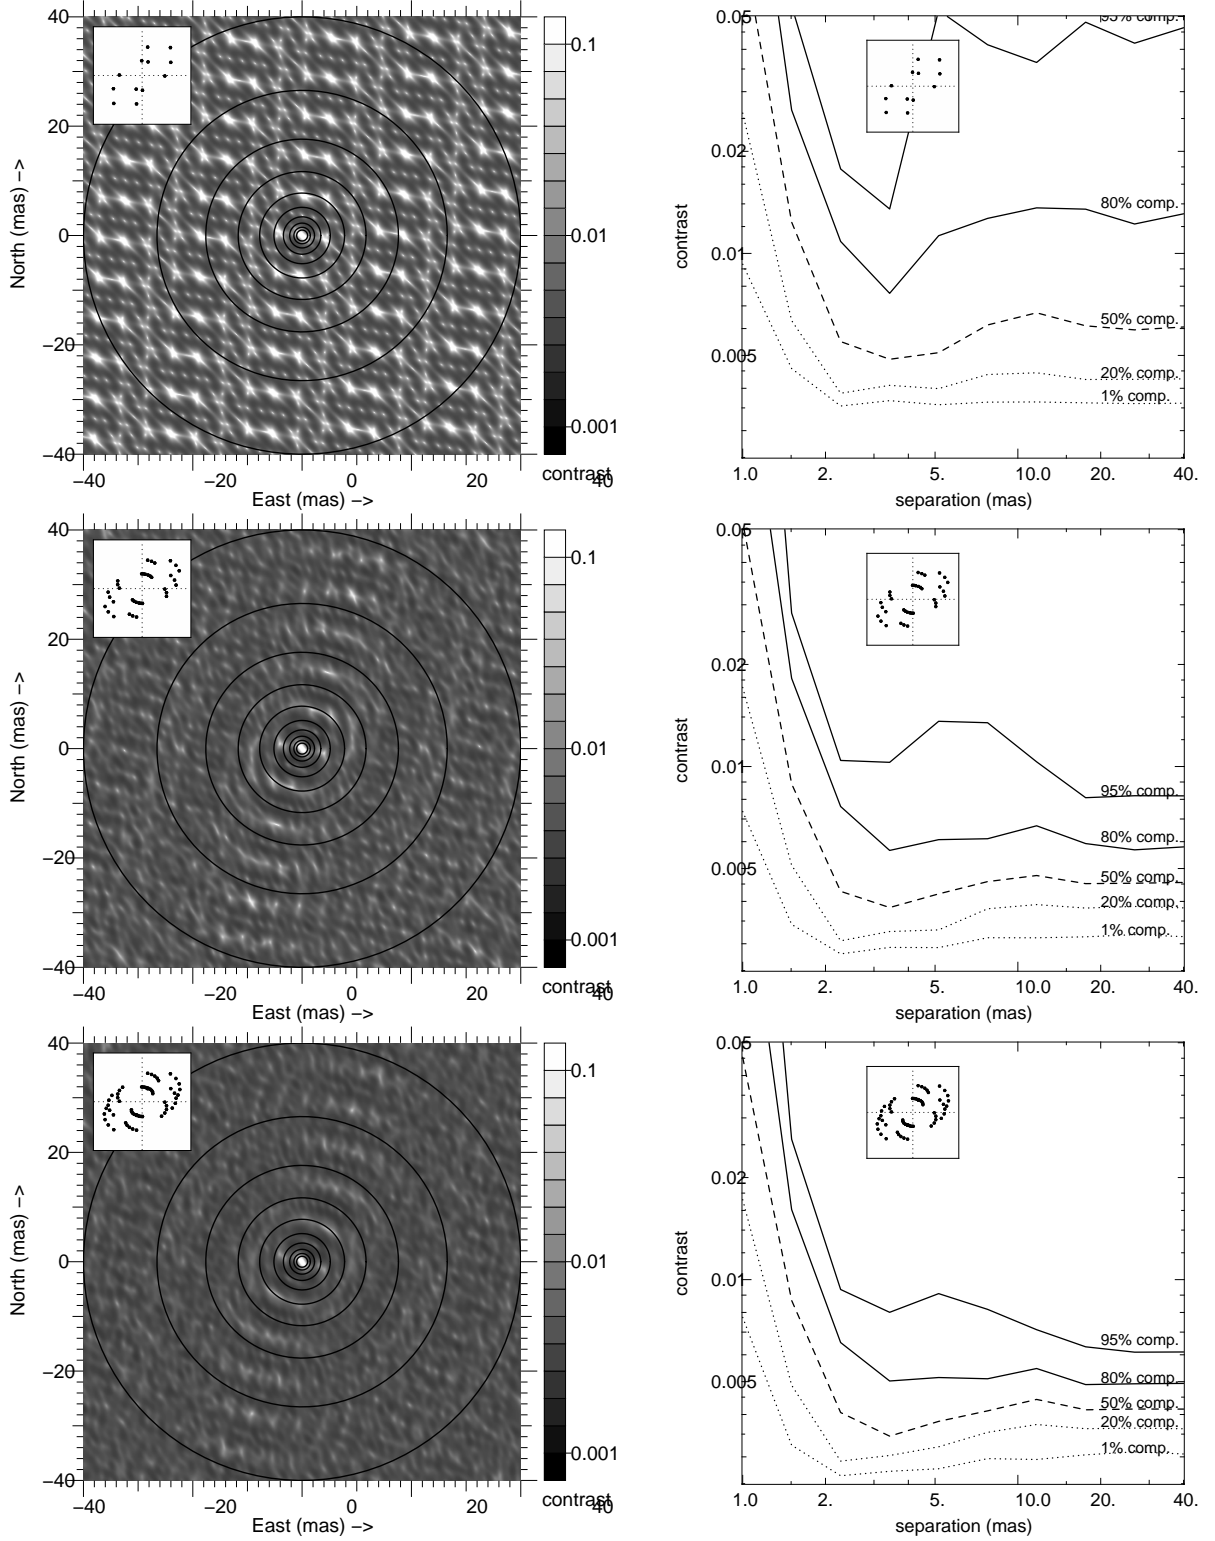 40
20
0
−20
−40
North (mas) −>
−40
−20
0
20
40
East (mas) −>
0.1
0.01
0.001
contrast
0.05
0.02
0.01
0.005
contrast
1.0
2.
5.
10.0
20.
40.
separation (mas)
95% comp.
80% comp.
50% comp.
20% comp.
1% comp.
40
20
0
−20
−40
North (mas) −>
−40
−20
0
20
40
East (mas) −>
0.1
0.01
0.001
contrast
0.05
0.02
0.01
0.005
contrast
1.0
2.
5.
10.0
20.
40.
separation (mas)
95% comp.
80% comp.
50% comp.
20% comp.
1% comp.
40
20
0
−20
−40
North (mas) −>
−40
−20
0
20
40
East (mas) −>
0.1
0.01
0.001
contrast
0.05
0.02
0.01
0.005
contrast
1.0
2.
5.
10.0
20.
40.
separation (mas)
95% comp.
80% comp.
50% comp.
20% comp.
1% comp.